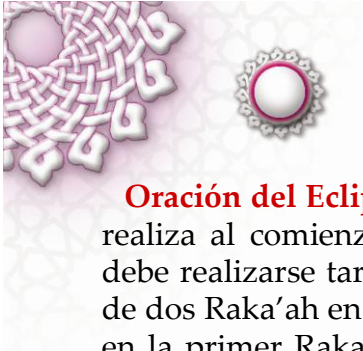 Oración del Eclip
realiza al comienz
debe realizarse tar
de dos Raka’ah en
en la primer Raka